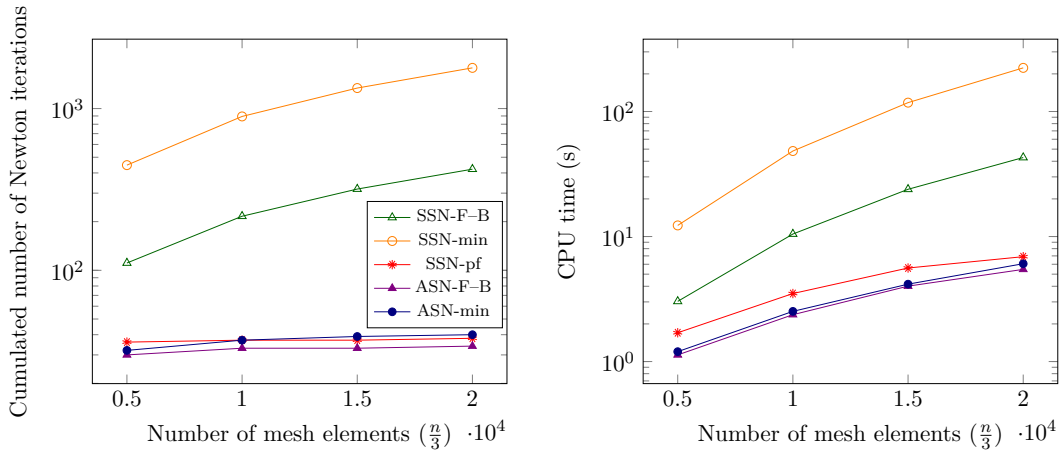 Cumulated number of Newton iterations
10^3
10^2
0.5 1 1.5 2
·10^4
Number of mesh elements (n/3)
SSN-F–B
SSN-min
SSN-pf
ASN-F–B
ASN-min
CPU time (s)
10^2
10^1
10^0
0.5 1 1.5 2
·10^4
Number of mesh elements (n/3)